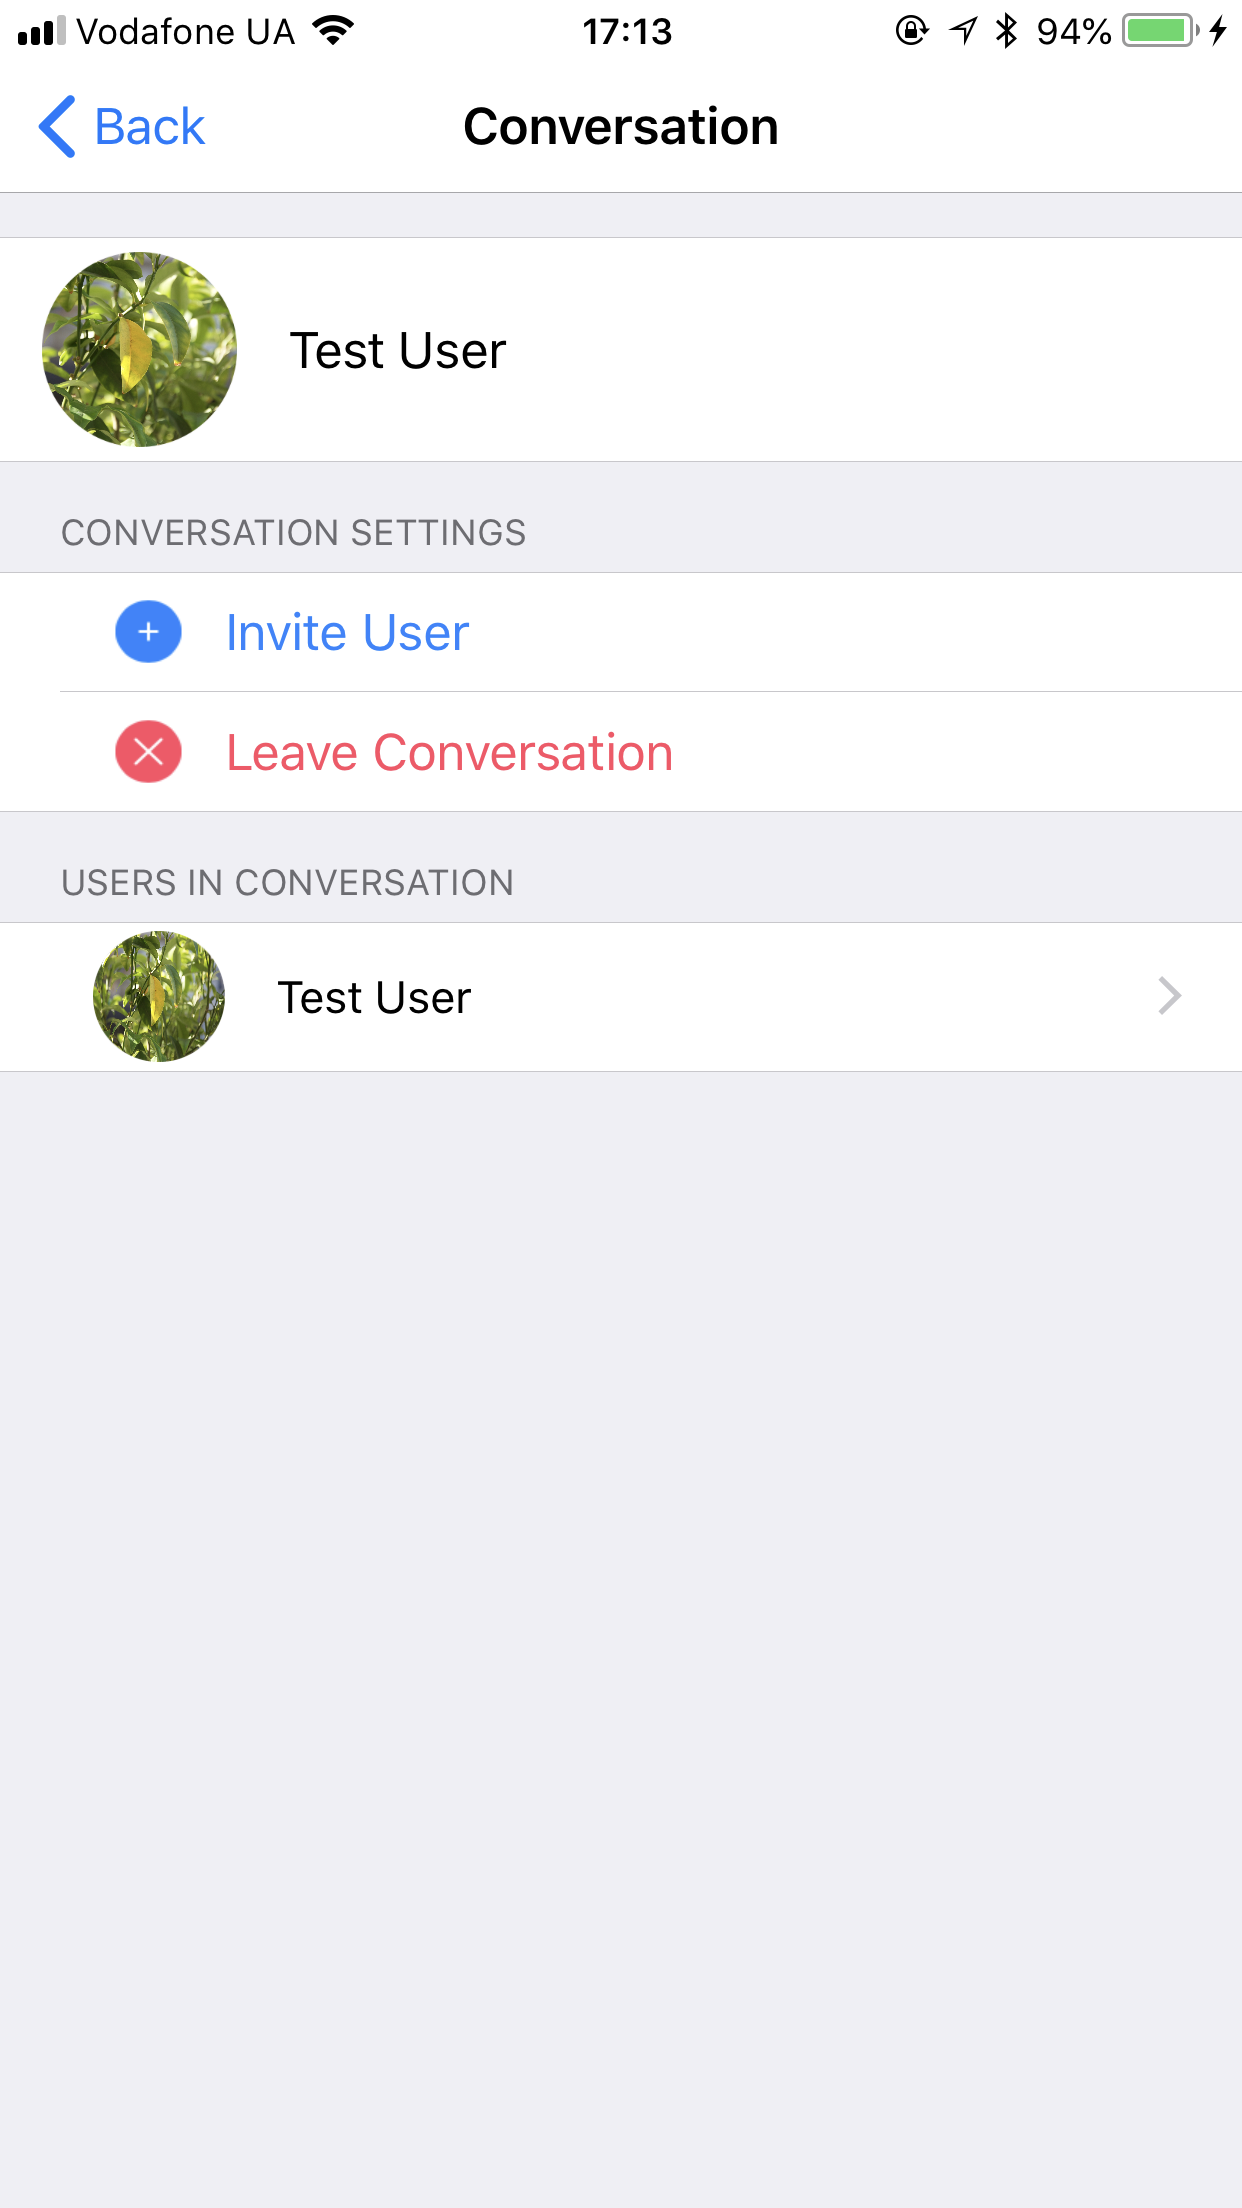 Vodafone UA 17:13 94%
Back Conversation
Test User
CONVERSATION SETTINGS
Invite User
Leave Conversation
USERS IN CONVERSATION
Test User